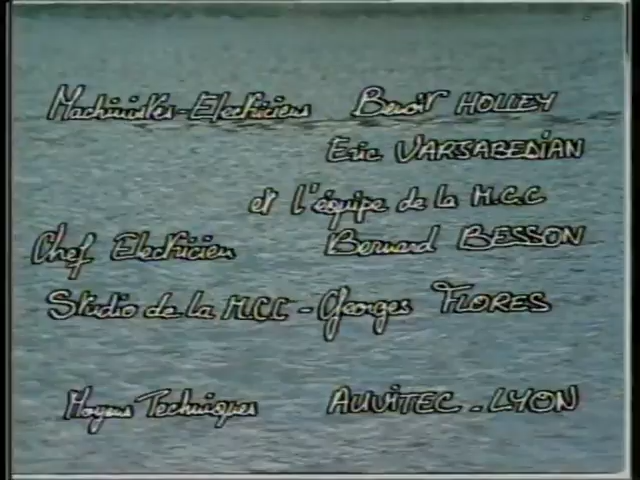 Machinistes-Electriciens Benoit HOLLEY
Eric VARSABEDIAN
et l'équipe de la M.C.C
Chef Electricien Bernard BESSON
Studio de la M.C.C - Georges FLORES
Moyens Techniques AUVITEC - LYON